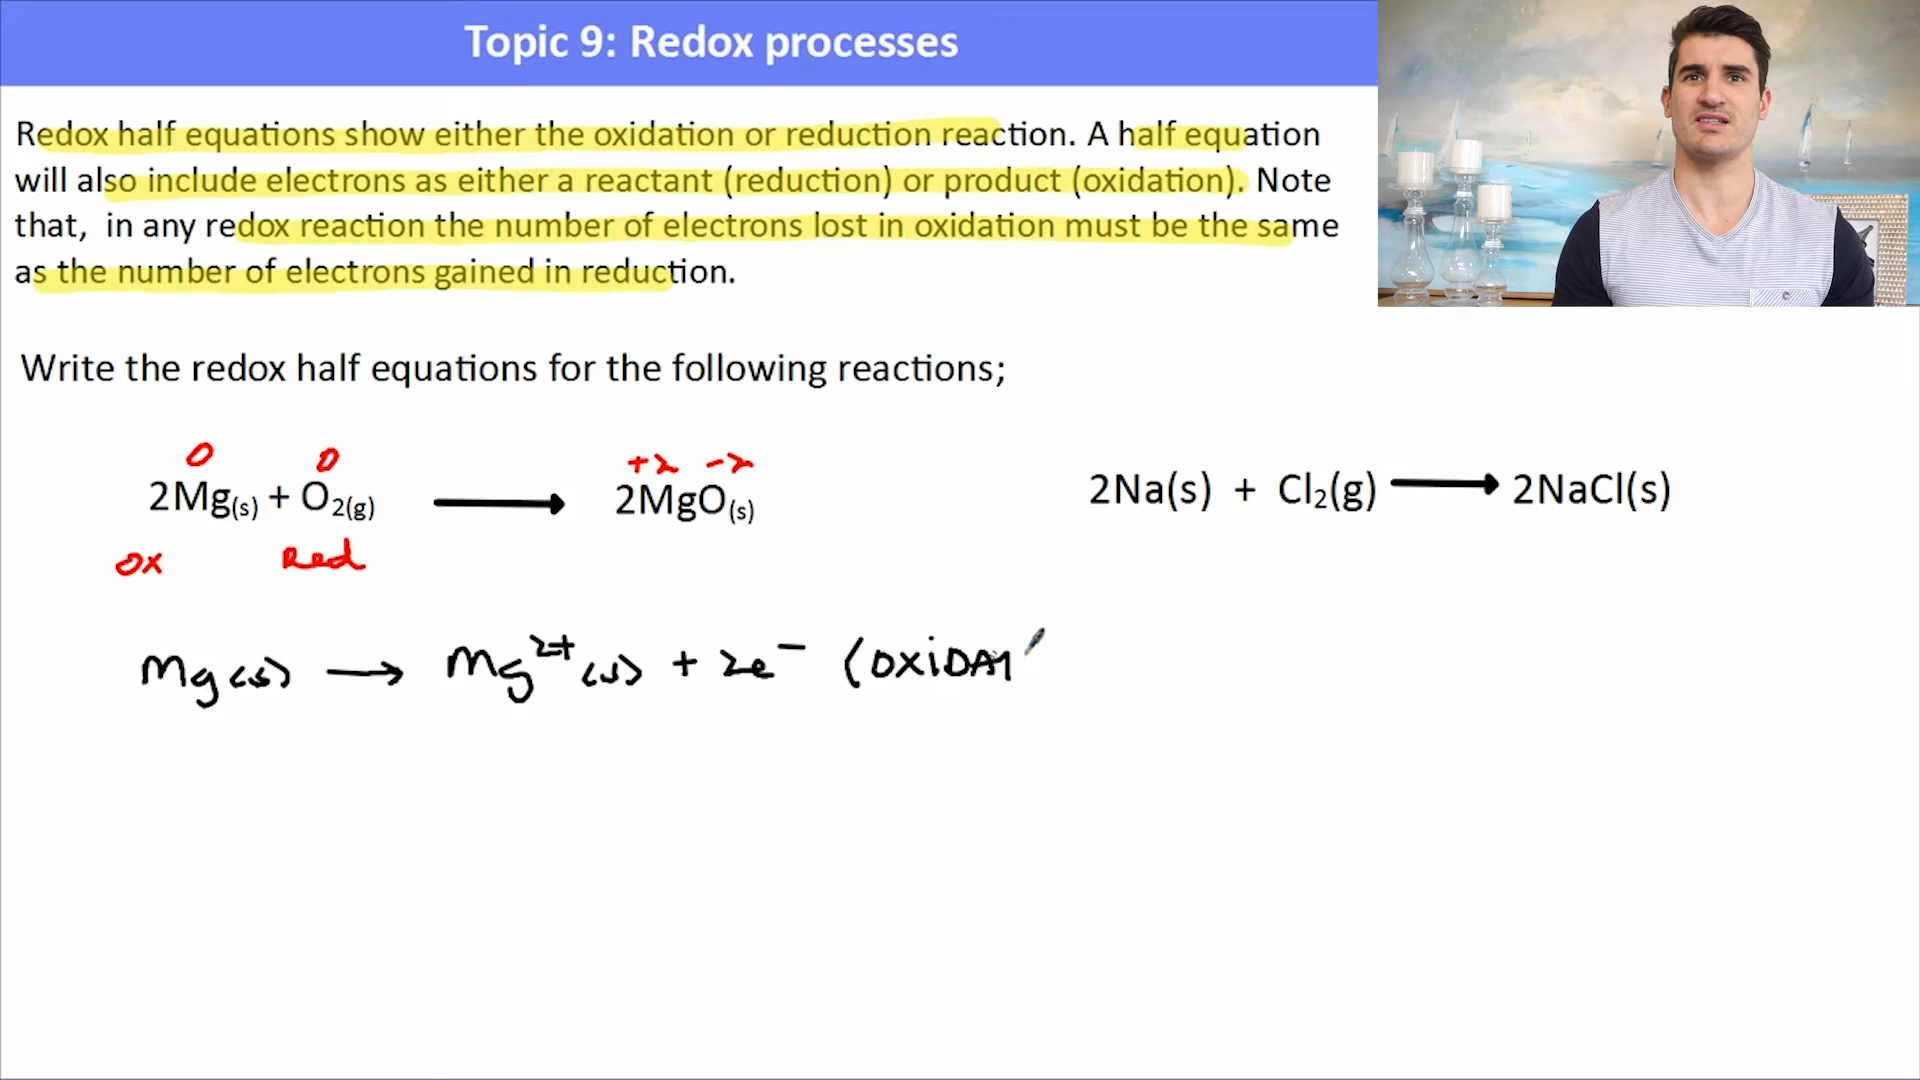 Topic 9: Redox processes
Redox half equations show either the oxidation or reduction reaction. A half equation
will also include electrons as either a reactant (reduction) or product (oxidation). Note
that, in any redox reaction the number of electrons lost in oxidation must be the same
as the number of electrons gained in reduction.
Write the redox half equations for the following reactions;
0 0 +2 -2
2Mg(s) + O₂(g) ⟶ 2MgO(s)
ox Red
2Na(s) + Cl₂(g) ⟶ 2NaCl(s)
Mg(s) → Mg²⁺(s) + 2e⁻ (OXiDAT